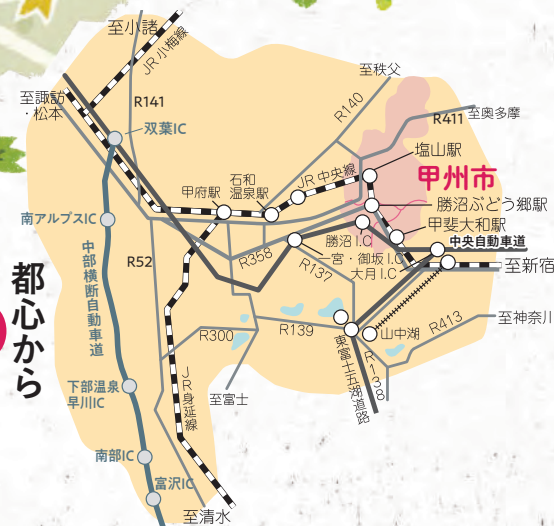 至小諸
JR小梅線
至秩父
至諏訪
・松本
R141
R140
R411
至奥多摩
双葉IC
塩山駅
甲府駅
石和
温泉駅
JR中央線
甲州市
勝沼ぶどう郷駅
甲斐大和駅
南アルプスIC
勝沼 I.C
中央自動車道
一宮・御坂 I.C
大月 I.C
至新宿
R52
R358
R137
中部横断自動車道
都心から
R300
R139
山中湖
R413
至神奈川
東富士五湖道路
R138
下部温泉
早川IC
JR身延線
至富士
南部IC
富沢IC
至清水